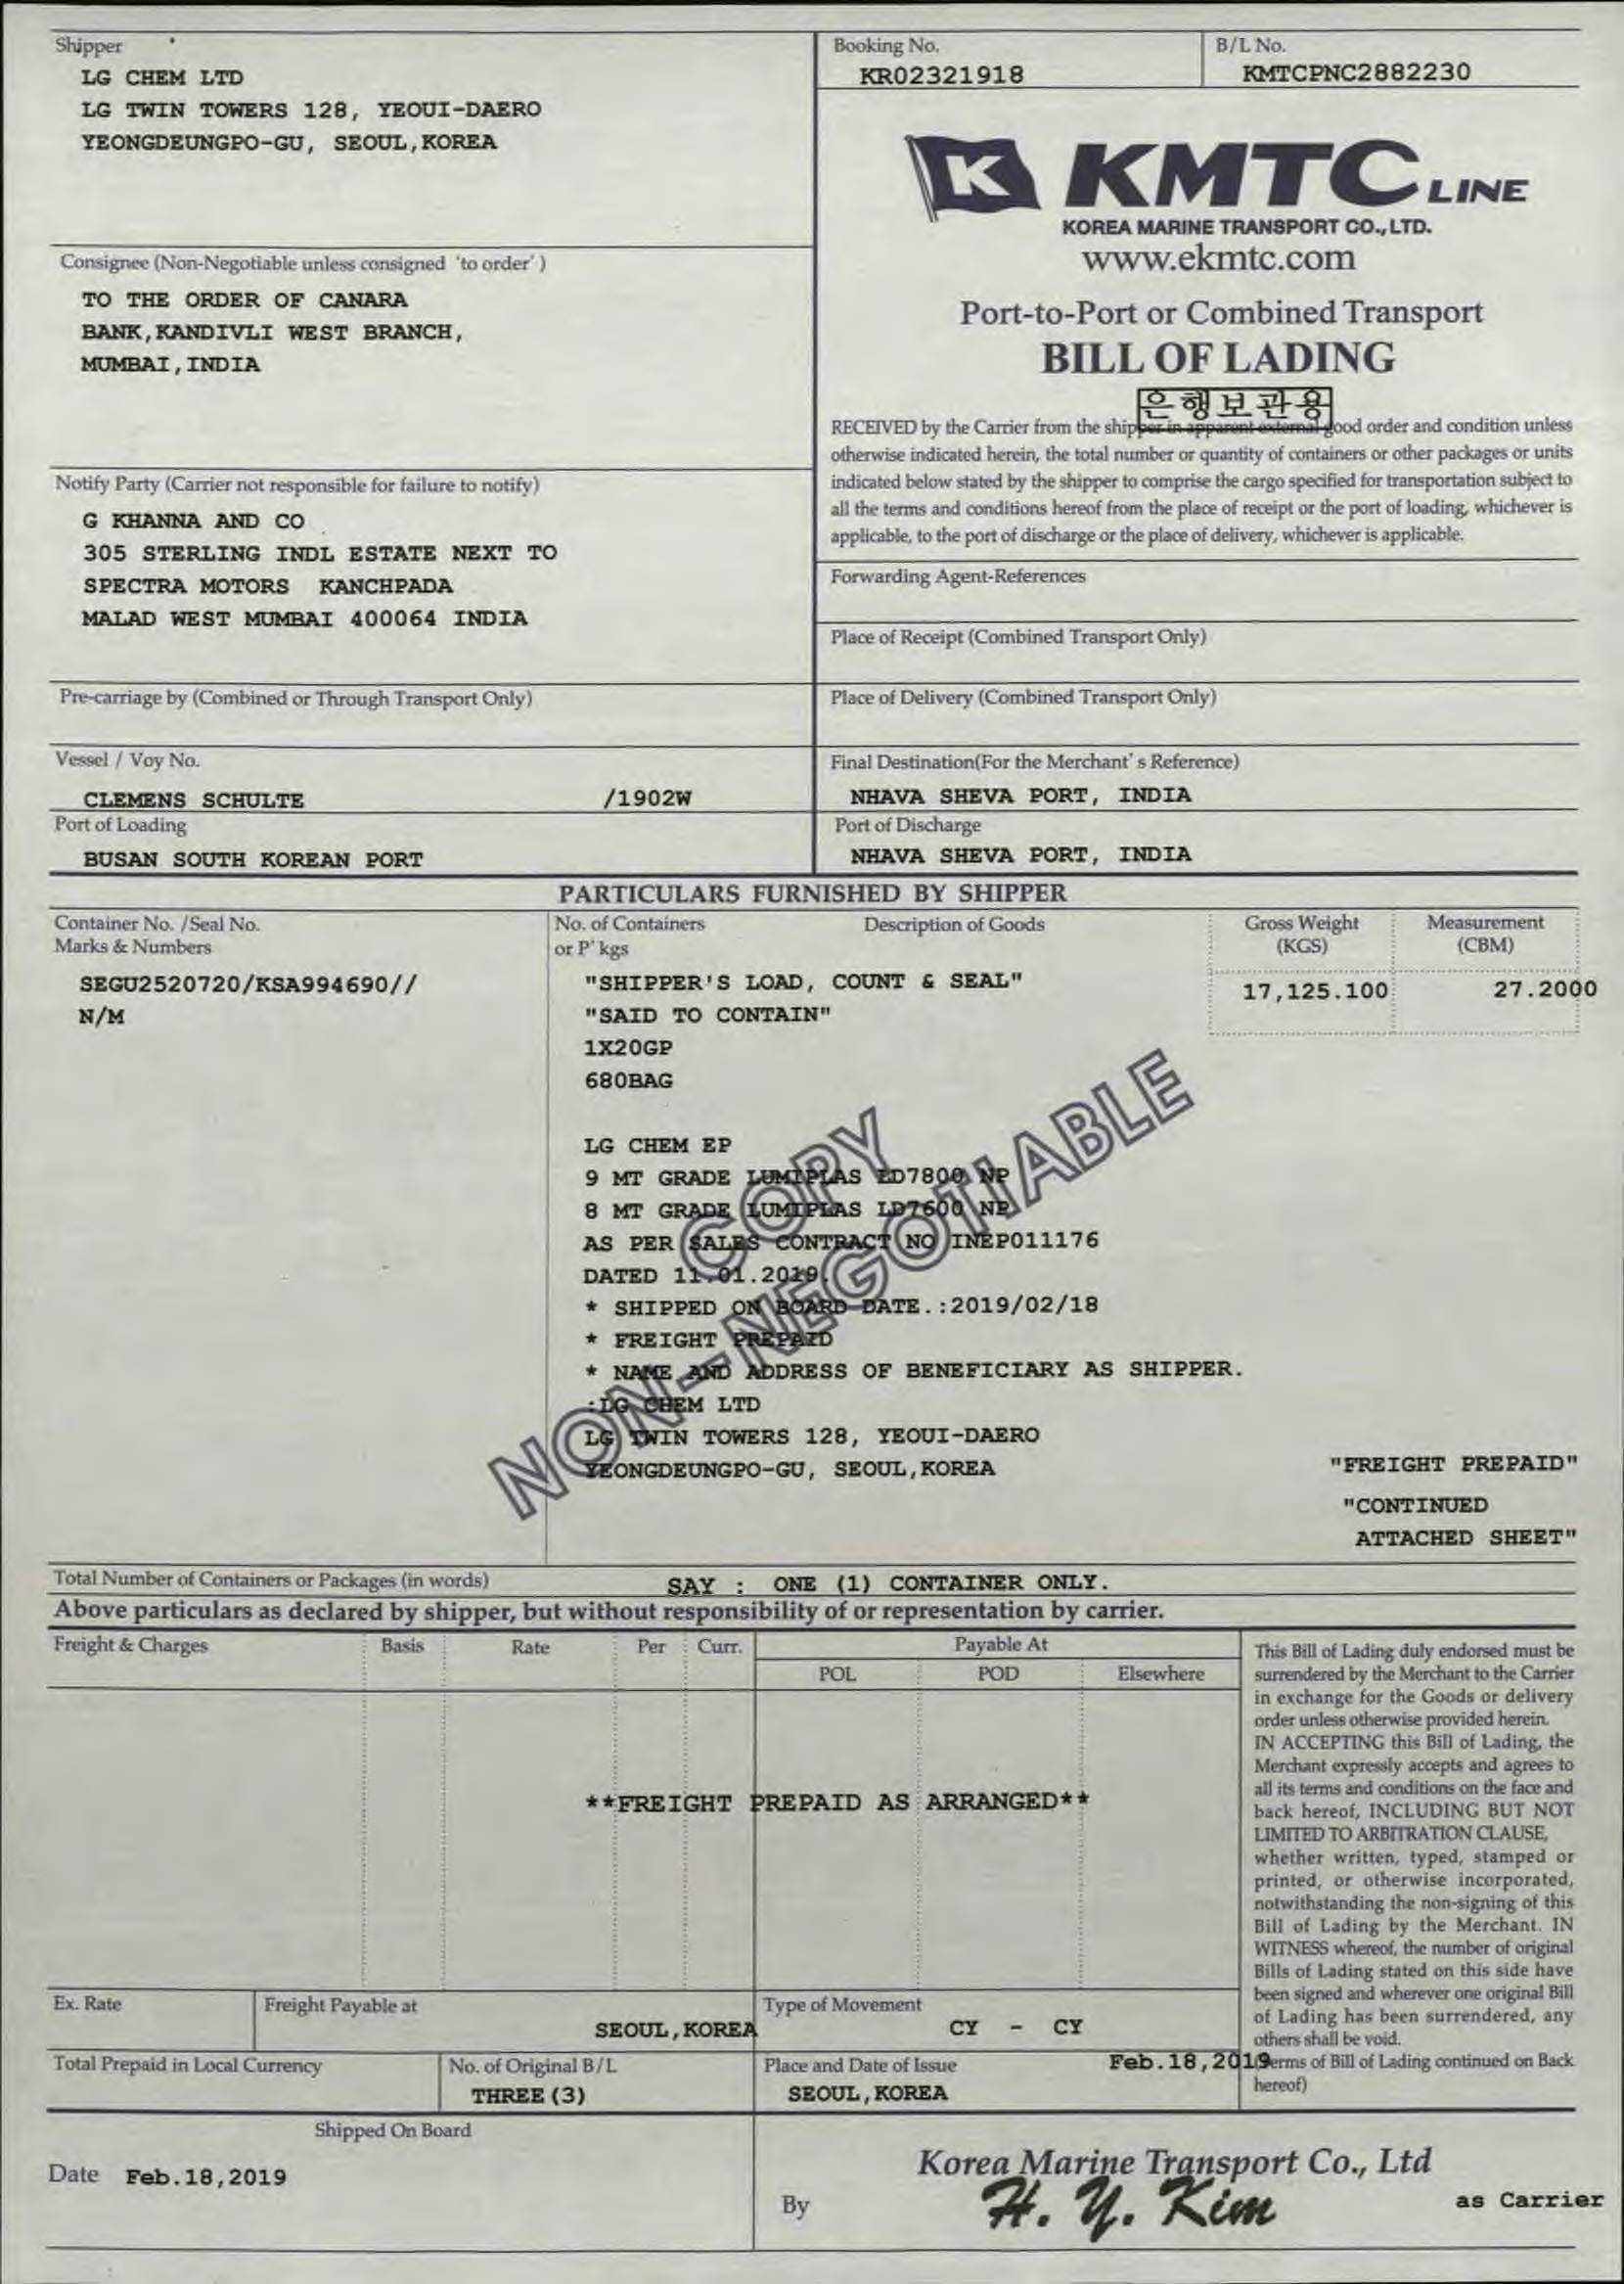 Shipper
LG CHEM LTD
LG TWIN TOWERS 128, YEOUI-DAERO
YEONGDEUNGPO-GU, SEOUL,KOREA
Booking No.
KR02321918
B/L No.
KMTCPNC2882230
K KMTC LINE
KOREA MARINE TRANSPORT CO.,LTD.
www.ekmtc.com
Port-to-Port or Combined Transport
BILL OF LADING
은행보관용
RECEIVED by the Carrier from the shipper in apparent external good order and condition unless
otherwise indicated herein, the total number or quantity of containers or other packages or units
indicated below stated by the shipper to comprise the cargo specified for transportation subject to
all the terms and conditions hereof from the place of receipt or the port of loading, whichever is
applicable, to the port of discharge or the place of delivery, whichever is applicable.
Consignee (Non-Negotiable unless consigned 'to order' )
TO THE ORDER OF CANARA
BANK,KANDIVLI WEST BRANCH,
MUMBAI,INDIA
Notify Party (Carrier not responsible for failure to notify)
G KHANNA AND CO
305 STERLING INDL ESTATE NEXT TO
SPECTRA MOTORS KANCHPADA
MALAD WEST MUMBAI 400064 INDIA
Forwarding Agent-References
Place of Receipt (Combined Transport Only)
Pre-carriage by (Combined or Through Transport Only)
Place of Delivery (Combined Transport Only)
Vessel / Voy No.
CLEMENS SCHULTE /1902W
Final Destination(For the Merchant' s Reference)
NHAVA SHEVA PORT, INDIA
Port of Loading
BUSAN SOUTH KOREAN PORT
Port of Discharge
NHAVA SHEVA PORT, INDIA
PARTICULARS FURNISHED BY SHIPPER
Container No. /Seal No.
Marks & Numbers
No. of Containers
or P' kgs
Description of Goods
Gross Weight
(KGS)
Measurement
(CBM)
SEGU2520720/KSA994690//
N/M
"SHIPPER'S LOAD, COUNT & SEAL"
17,125.100
27.2000
"SAID TO CONTAIN"
1X20GP
680BAG
COPY
NON-NEGOTIABLE
LG CHEM EP
9 MT GRADE LUMIPLAS LD7800 NP
8 MT GRADE LUMIPLAS LD7600 NP
AS PER SALES CONTRACT NO INEP011176
DATED 11.01.2019.
* SHIPPED ON BOARD DATE.:2019/02/18
* FREIGHT PREPAID
* NAME AND ADDRESS OF BENEFICIARY AS SHIPPER.
:LG CHEM LTD
LG TWIN TOWERS 128, YEOUI-DAERO
YEONGDEUNGPO-GU, SEOUL,KOREA
"FREIGHT PREPAID"
"CONTINUED
ATTACHED SHEET"
Total Number of Containers or Packages (in words)
SAY : ONE (1) CONTAINER ONLY.
Above particulars as declared by shipper, but without responsibility of or representation by carrier.
Freight & Charges
Basis
Rate
Per
Curr.
Payable At
POL
POD
Elsewhere
**FREIGHT PREPAID AS ARRANGED**
This Bill of Lading duly endorsed must be
surrendered by the Merchant to the Carrier
in exchange for the Goods or delivery
order unless otherwise provided herein.
IN ACCEPTING this Bill of Lading, the
Merchant expressly accepts and agrees to
all its terms and conditions on the face and
back hereof, INCLUDING BUT NOT
LIMITED TO ARBITRATION CLAUSE,
whether written, typed, stamped or
printed, or otherwise incorporated,
notwithstanding the non-signing of this
Bill of Lading by the Merchant. IN
WITNESS whereof, the number of original
Bills of Lading stated on this side have
been signed and wherever one original Bill
of Lading has been surrendered, any
others shall be void.
(Terms of Bill of Lading continued on Back
hereof)
Ex. Rate
Freight Payable at
SEOUL,KOREA
Type of Movement
CY - CY
Total Prepaid in Local Currency
No. of Original B/L
THREE(3)
Place and Date of Issue
Feb.18,2019
SEOUL,KOREA
Shipped On Board
Date Feb.18,2019
Korea Marine Transport Co., Ltd
By
H. Y. Kim
as Carrier